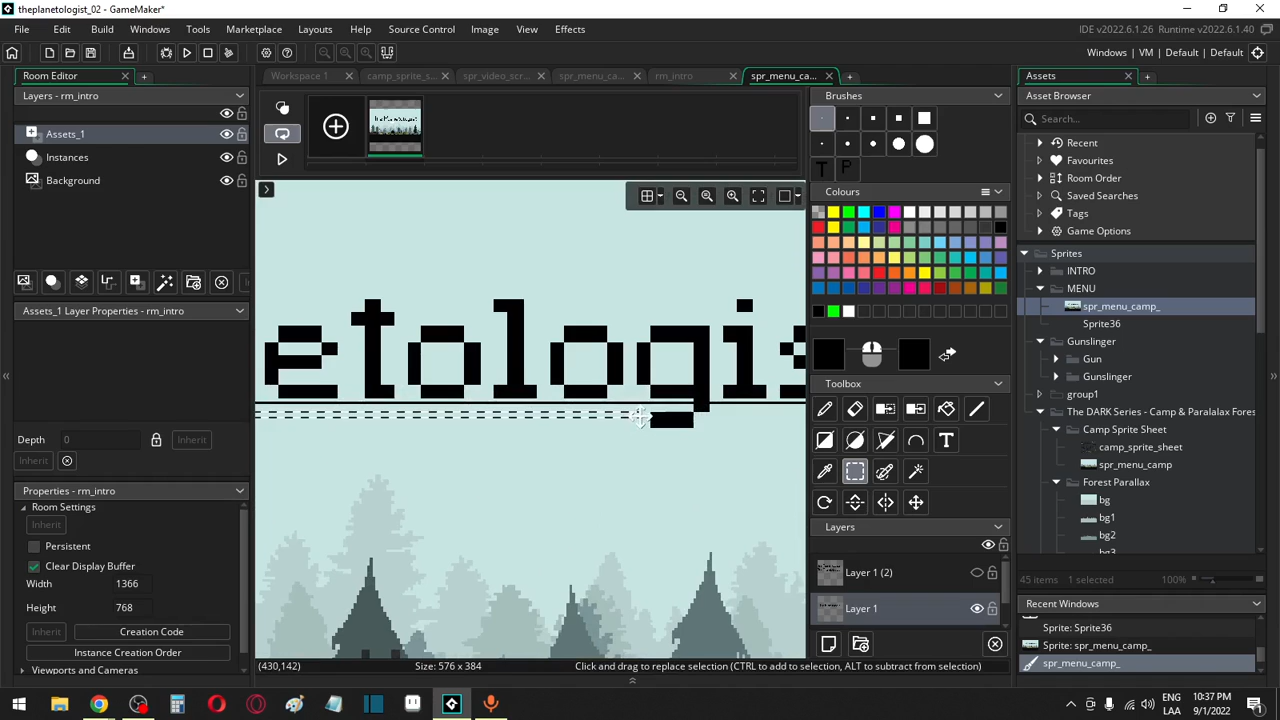 theplanetologist_02 - GameMaker*
File Edit Build Windows Tools Marketplace Layouts Help Source Control Image View Effects
IDE v2022.6.1.26 Runtime v2022.6.1.40
Windows | VM | Default | Default
Room Editor
Workspace 1 camp_sprite_s... spr_video_scr... spr_menu_ca... rm_intro spr_menu_ca...
Assets
Layers - rm_intro
Brushes
Asset Browser
Search...
Assets_1
Instances
Background
T P
Recent
Favourites
Room Order
Saved Searches
Tags
Game Options
Colours
Sprites
INTRO
MENU
spr_menu_camp_
Sprite36
Gunslinger
Gun
Gunslinger
group1
The DARK Series - Camp & Paralalax Fores
Camp Sprite Sheet
camp_sprite_sheet
spr_menu_camp
Forest Parallax
bg
bg1
bg2
bg3
Assets_1 Layer Properties - rm_intro
etologis
Toolbox
T
Depth 0 Inherit
Inherit
Properties - rm_intro
Room Settings
Inherit
Persistent
Clear Display Buffer
Width 1366
Height 768
Inherit Creation Code
Instance Creation Order
Viewports and Cameras
Layers
Layer 1 (2)
Layer 1
45 items 1 selected 100%
Recent Windows
Sprite: Sprite36
Sprite: spr_menu_camp_
spr_menu_camp_
(430,142) Size: 576 x 384 Click and drag to replace selection (CTRL to add to selection, ALT to subtract from selection)
ENG
LAA
10:37 PM
9/1/2022
1